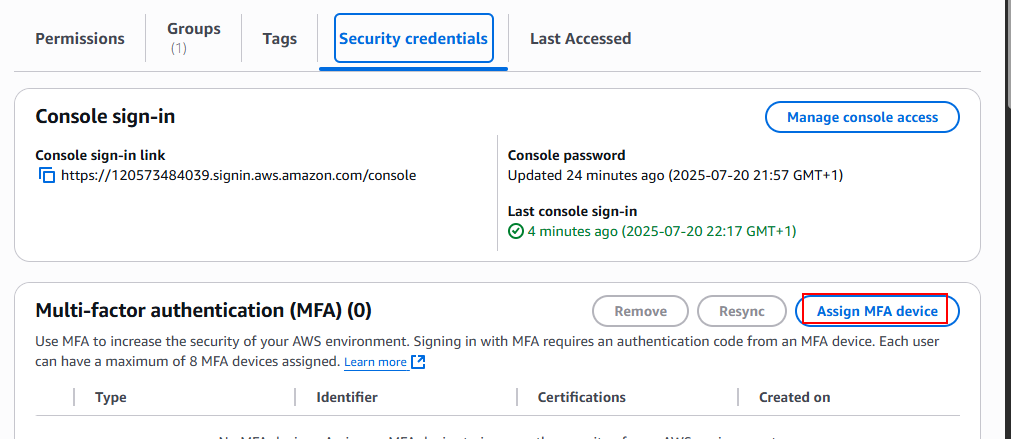 Permissions
Groups
(1)
Tags
Security credentials
Last Accessed
Console sign-in
Manage console access
Console sign-in link
https://120573484039.signin.aws.amazon.com/console
Console password
Updated 24 minutes ago (2025-07-20 21:57 GMT+1)
Last console sign-in
4 minutes ago (2025-07-20 22:17 GMT+1)
Multi-factor authentication (MFA) (0)
Remove
Resync
Assign MFA device
Use MFA to increase the security of your AWS environment. Signing in with MFA requires an authentication code from an MFA device. Each user
can have a maximum of 8 MFA devices assigned. Learn more
Type
Identifier
Certifications
Created on